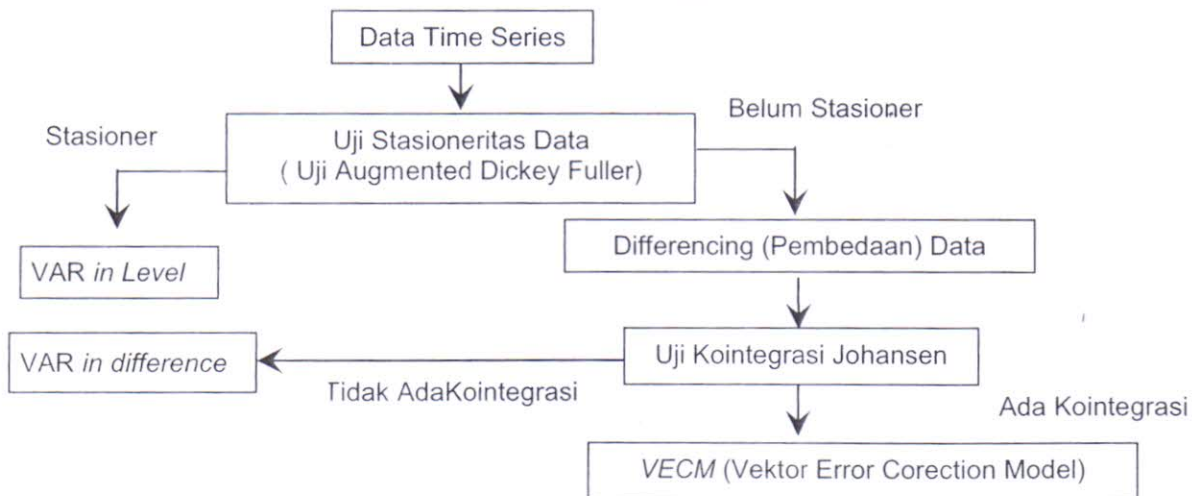 Data Time Series
Belum Stasioner
Stasioner
Uji Stasioneritas Data
( Uji Augmented Dickey Fuller)
Differencing (Pembedaan) Data
VAR in Level
VAR in difference
Uji Kointegrasi Johansen
Tidak AdaKointegrasi
Ada Kointegrasi
VECM (Vektor Error Corection Model)